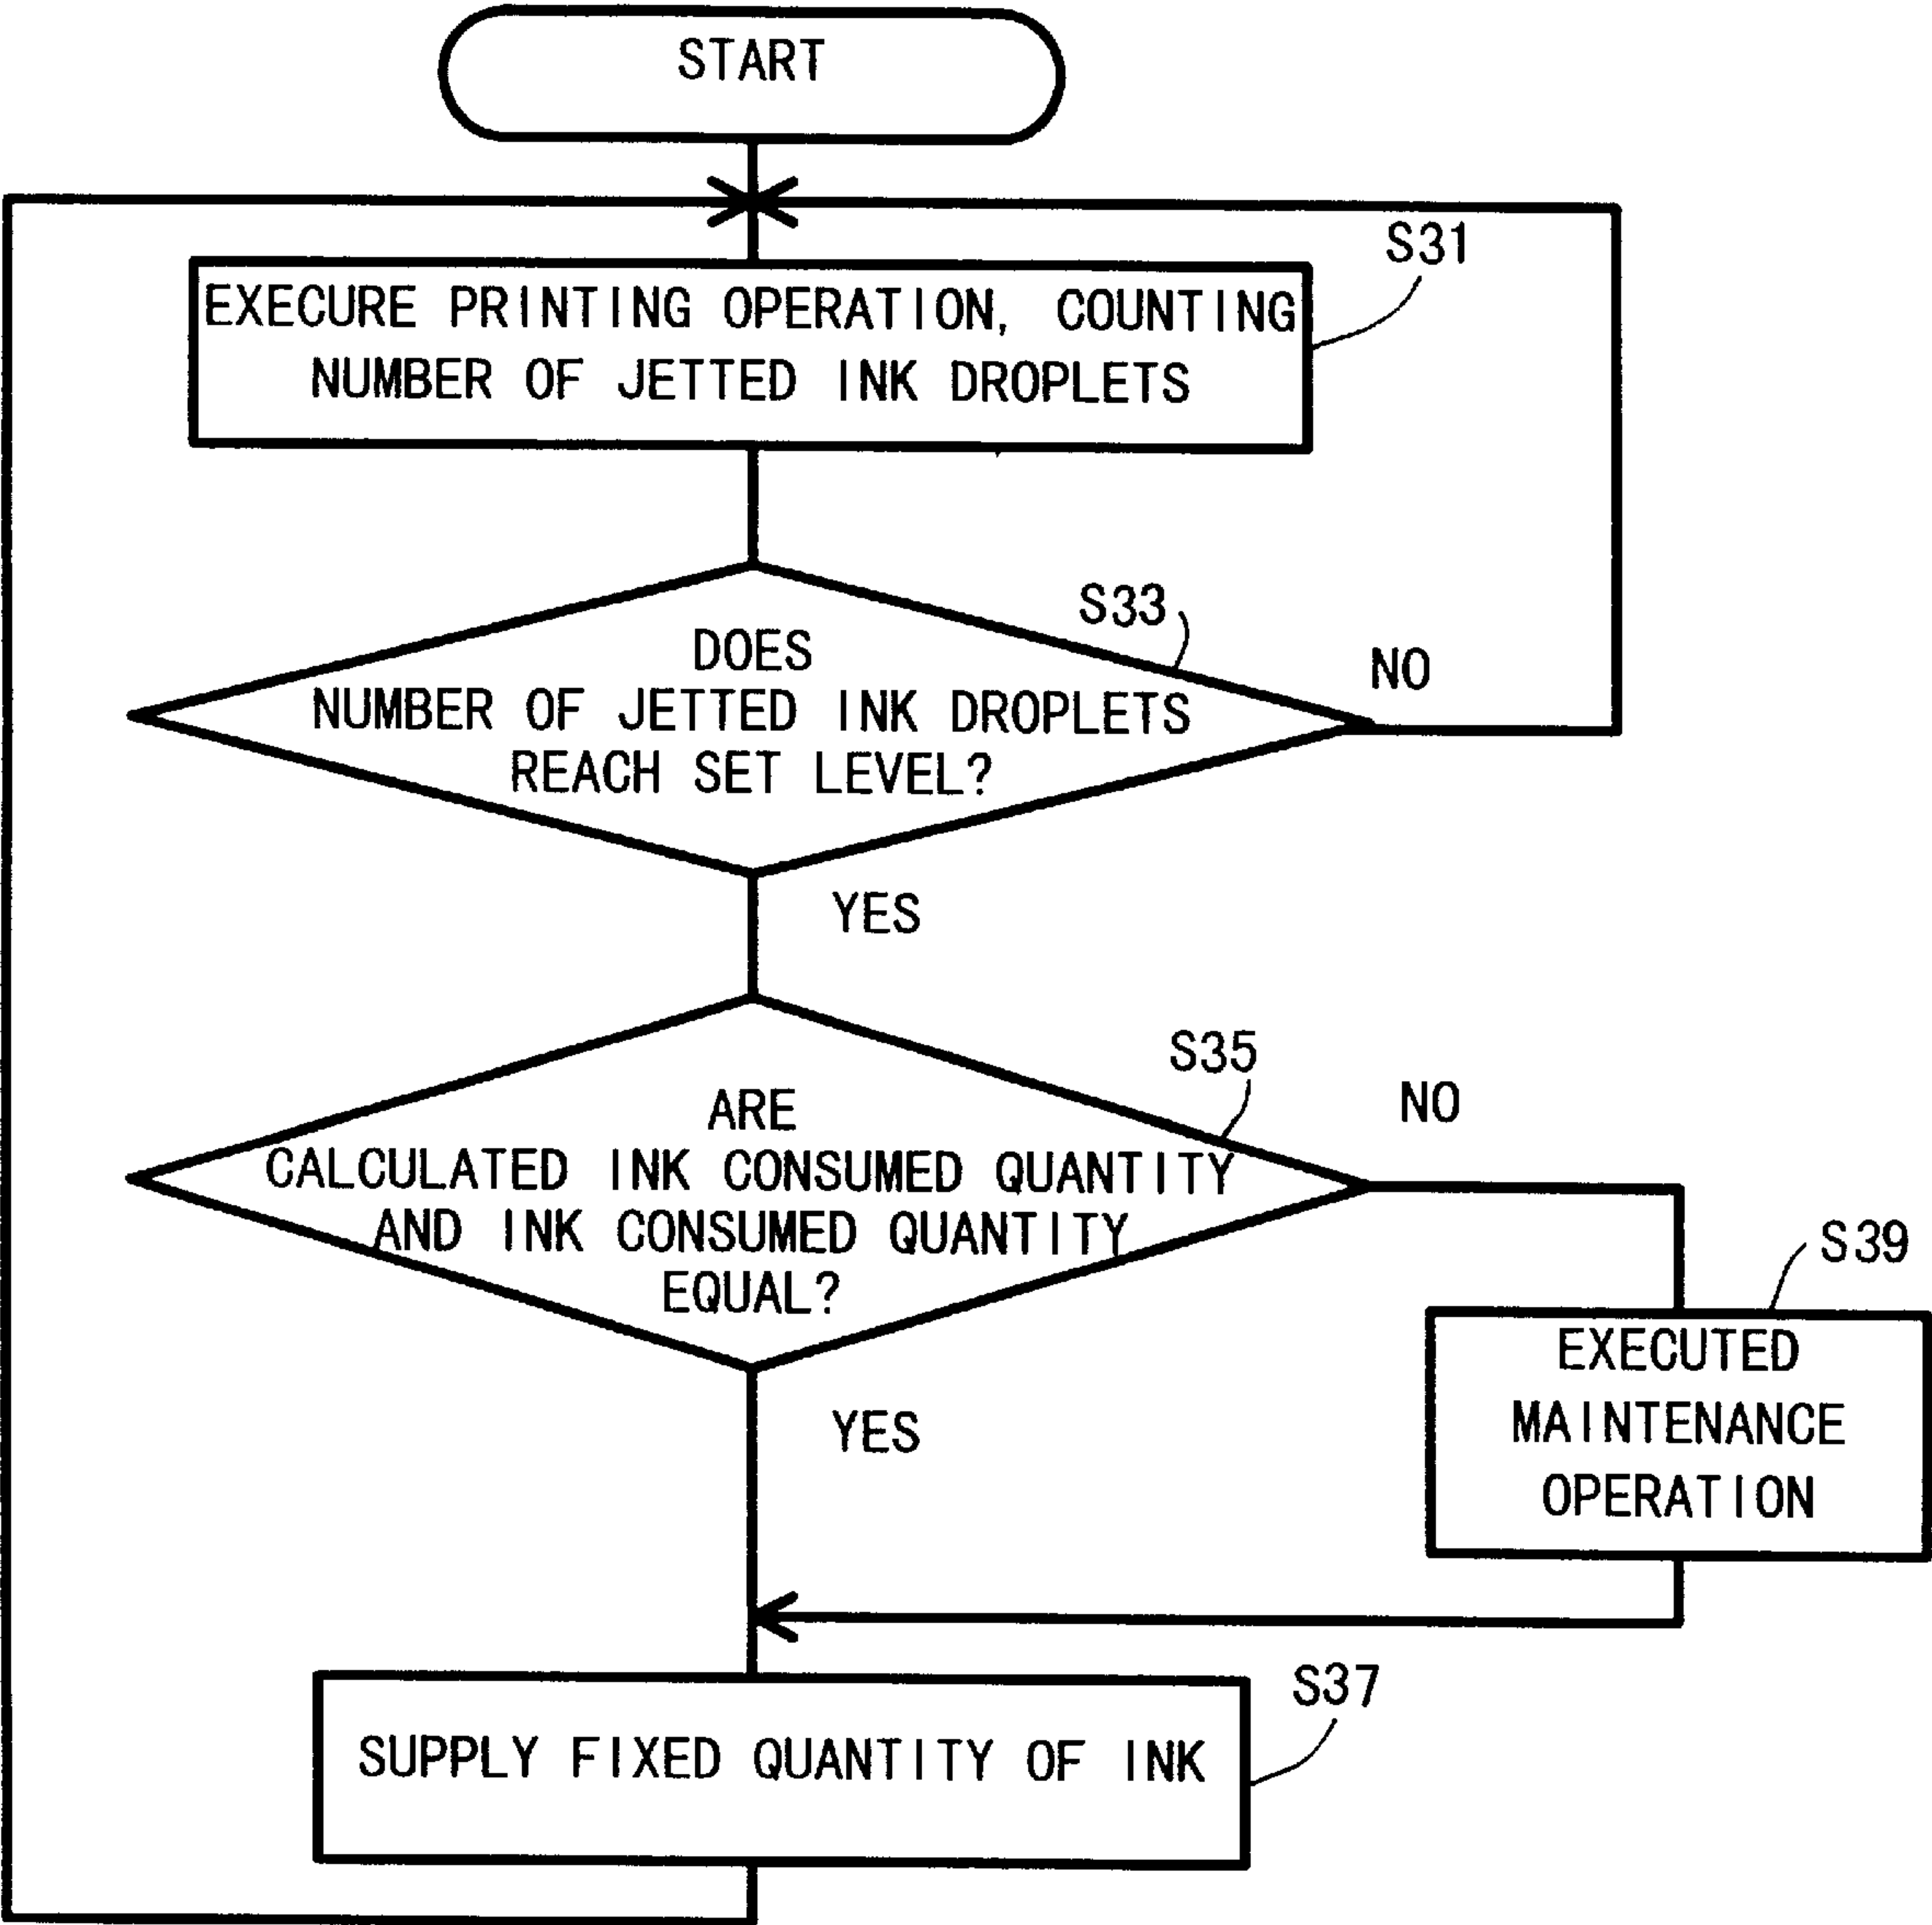 START
S31
EXECURE PRINTING OPERATION, COUNTING
NUMBER OF JETTED INK DROPLETS
S33
NO
DOES
NUMBER OF JETTED INK DROPLETS
REACH SET LEVEL?
YES
S35
NO
ARE
CALCULATED INK CONSUMED QUANTITY
AND INK CONSUMED QUANTITY
EQUAL?
S39
EXECUTED
MAINTENANCE
OPERATION
YES
S37
SUPPLY FIXED QUANTITY OF INK